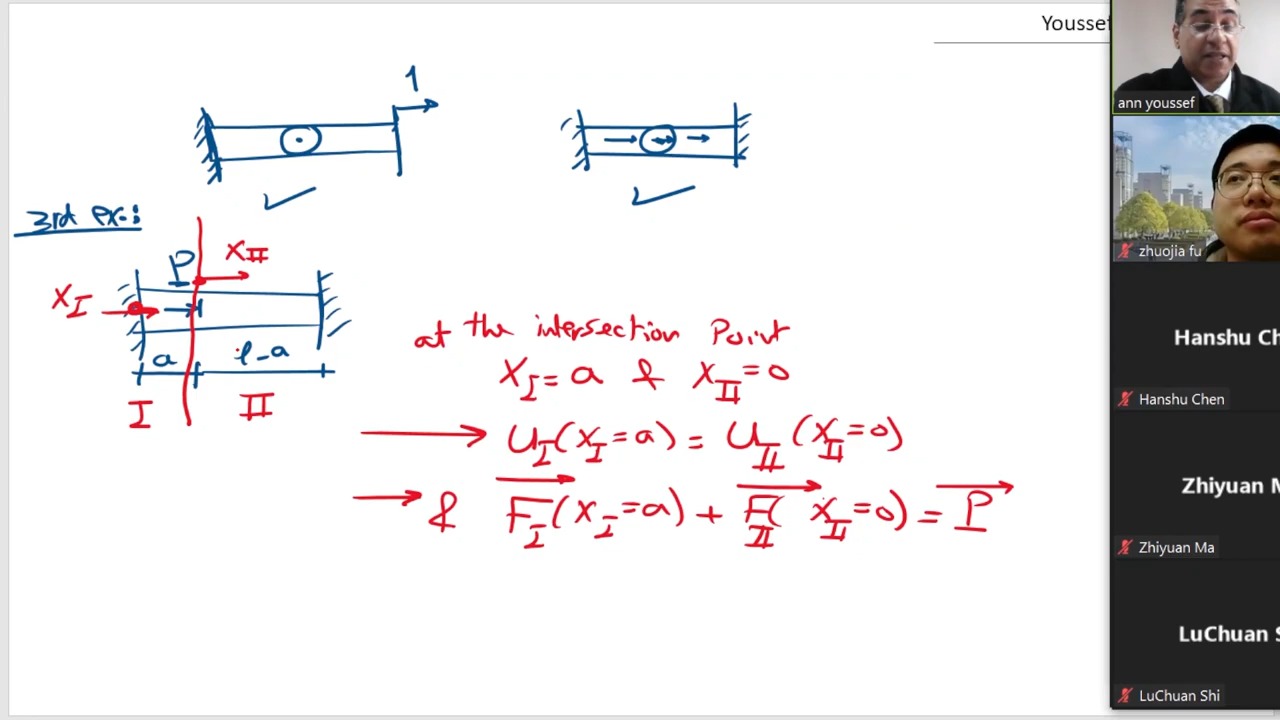 Youssef
1
3rd ex.:
P
x_II
x_I
a
l-a
I
II
at the intersection Point
x_I = a & x_II = 0
u_I (x_I = a) = u_II (x_II = 0)
& F_I (x_I = a) + F_II (x_II = 0) = P
ann youssef
zhuojia fu
Hanshu Ch
Hanshu Chen
Zhiyuan M
Zhiyuan Ma
LuChuan S
LuChuan Shi